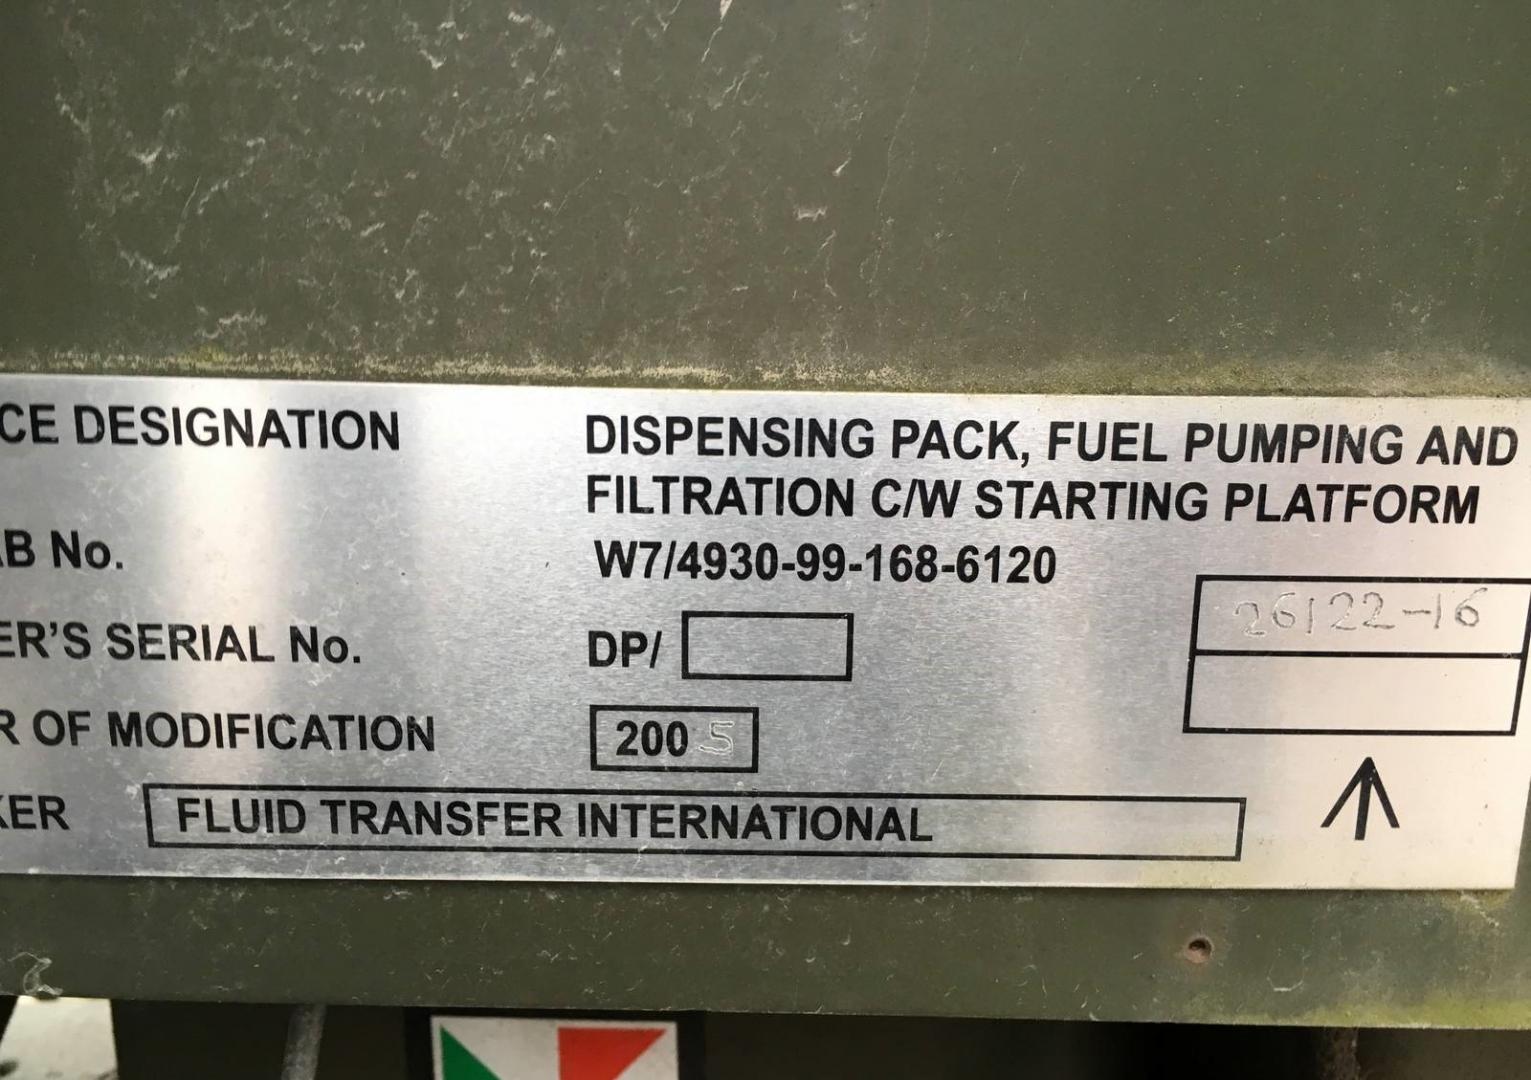 CE DESIGNATION DISPENSING PACK, FUEL PUMPING AND
FILTRATION C/W STARTING PLATFORM
AB No. W7/4930-99-168-6120
26122-16
ER'S SERIAL No. DP/
R OF MODIFICATION 200 5
KER FLUID TRANSFER INTERNATIONAL